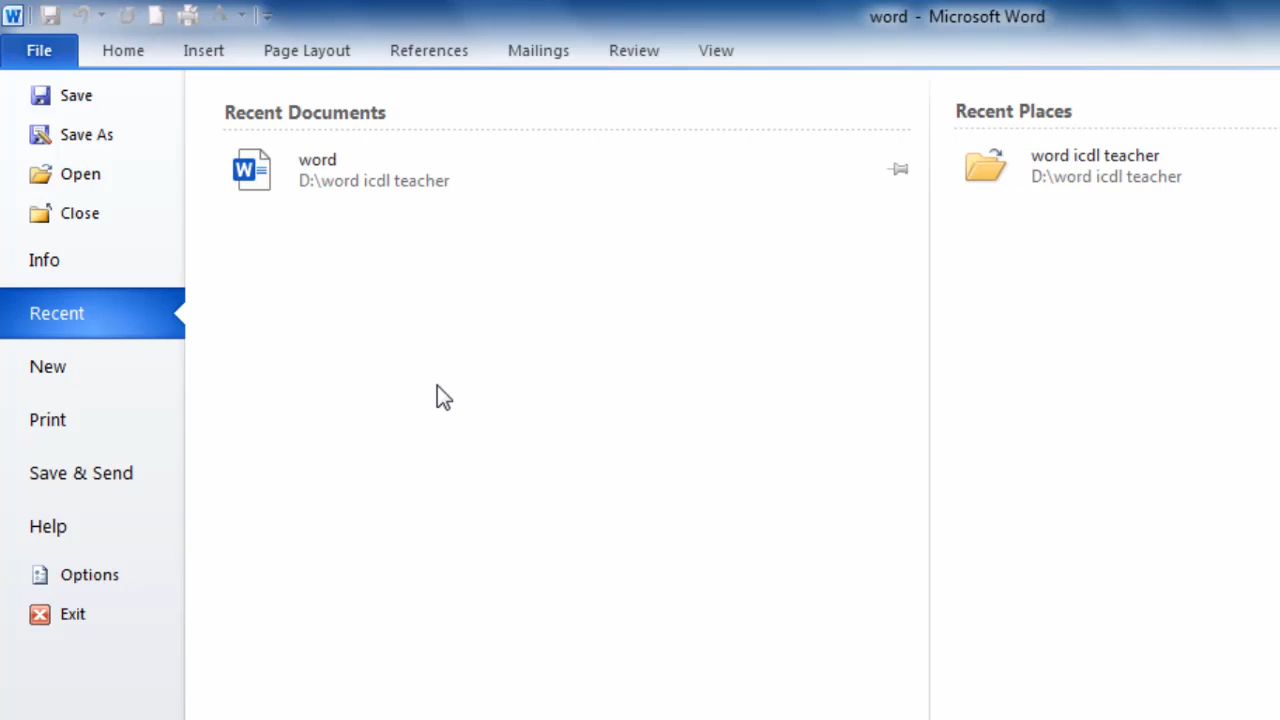 word - Microsoft Word
File Home Insert Page Layout References Mailings Review View
Save
Save As
Open
Close
Info
Recent
New
Print
Save & Send
Help
Options
Exit
Recent Documents
word
D:\word icdl teacher
Recent Places
word icdl teacher
D:\word icdl teacher